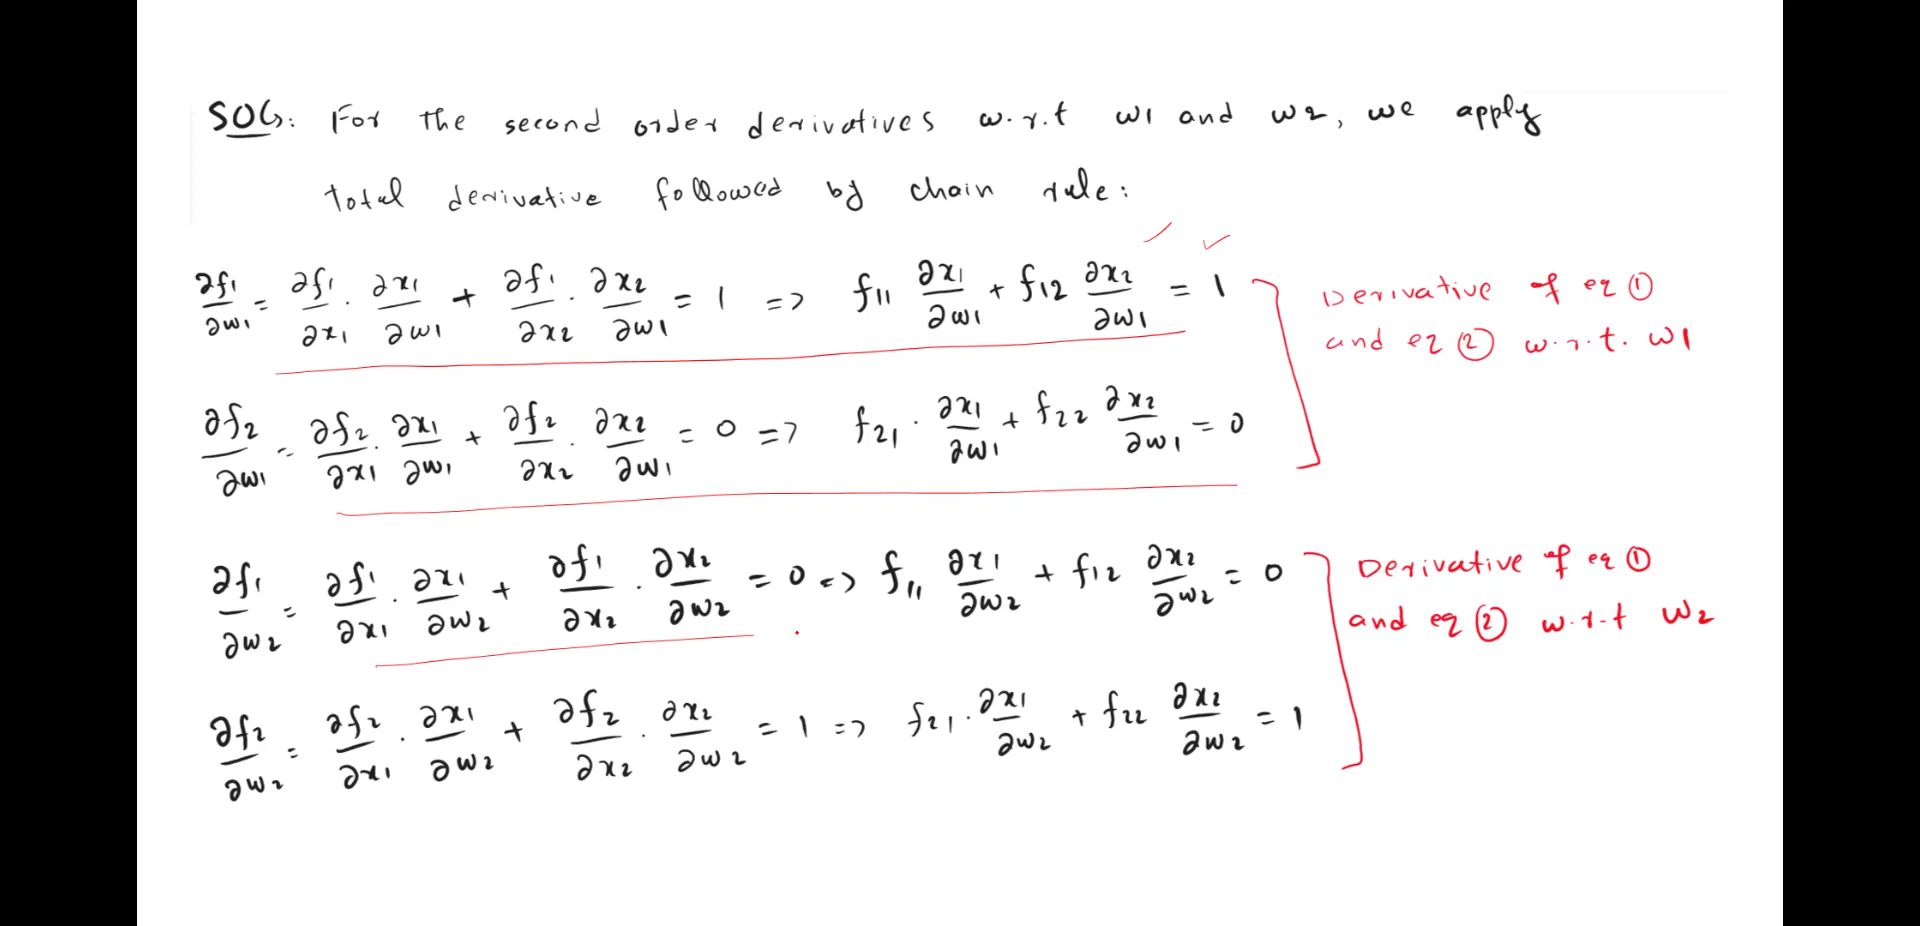 SOC: For the second order derivatives w.r.t w1 and w2, we apply
total derivative followed by chain rule:
∂f1/∂w1 = ∂f1/∂x1 · ∂x1/∂w1 + ∂f1/∂x2 · ∂x2/∂w1 = 1 => f11 ∂x1/∂w1 + f12 ∂x2/∂w1 = 1
Derivative of eq ①
and eq ② w.r.t. w1
∂f2/∂w1 = ∂f2/∂x1 · ∂x1/∂w1 + ∂f2/∂x2 · ∂x2/∂w1 = 0 => f21 · ∂x1/∂w1 + f22 ∂x2/∂w1 = 0
∂f1/∂w2 = ∂f1/∂x1 · ∂x1/∂w2 + ∂f1/∂x2 · ∂x2/∂w2 = 0 => f11 ∂x1/∂w2 + f12 ∂x2/∂w2 = 0
Derivative of eq ①
and eq ② w.r.t w2
∂f2/∂w2 = ∂f2/∂x1 · ∂x1/∂w2 + ∂f2/∂x2 · ∂x2/∂w2 = 1 => f21 · ∂x1/∂w2 + f22 ∂x2/∂w2 = 1